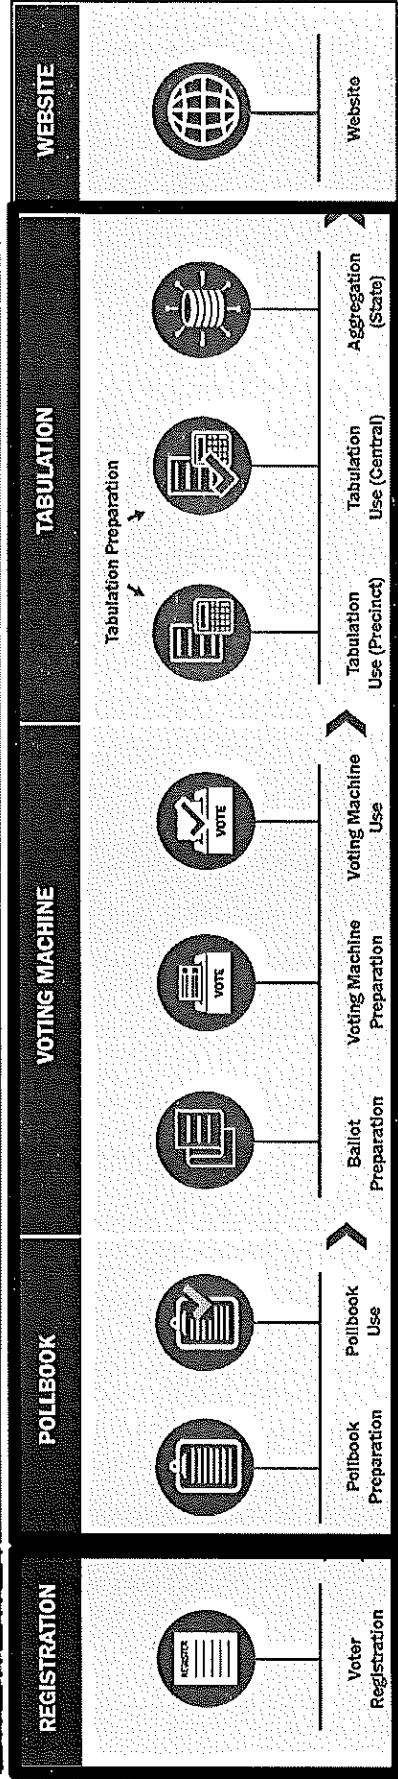 REGISTRATION
POLLBOOK
VOTING MACHINE
TABULATION
WEBSITE
Tabulation Preparation
REGISTER
VOTE
VOTE
Voter
Registration
Pollbook
Preparation
Pollbook
Use
Ballot
Preparation
Voting Machine
Preparation
Voting Machine
Use
Tabulation
Use (Precinct)
Tabulation
Use (Central)
Aggregation
(State)
Website